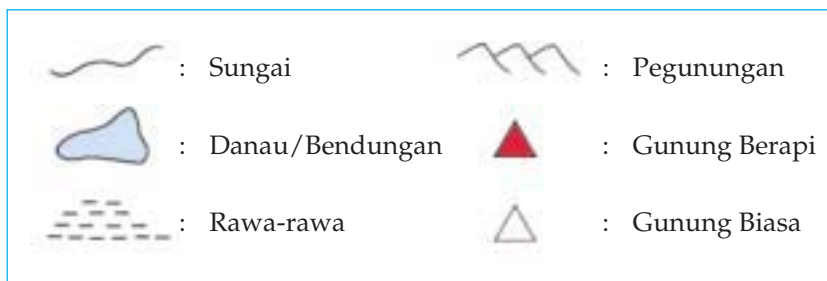 : Sungai
: Pegunungan
: Danau/Bendungan
: Gunung Berapi
: Rawa-rawa
: Gunung Biasa